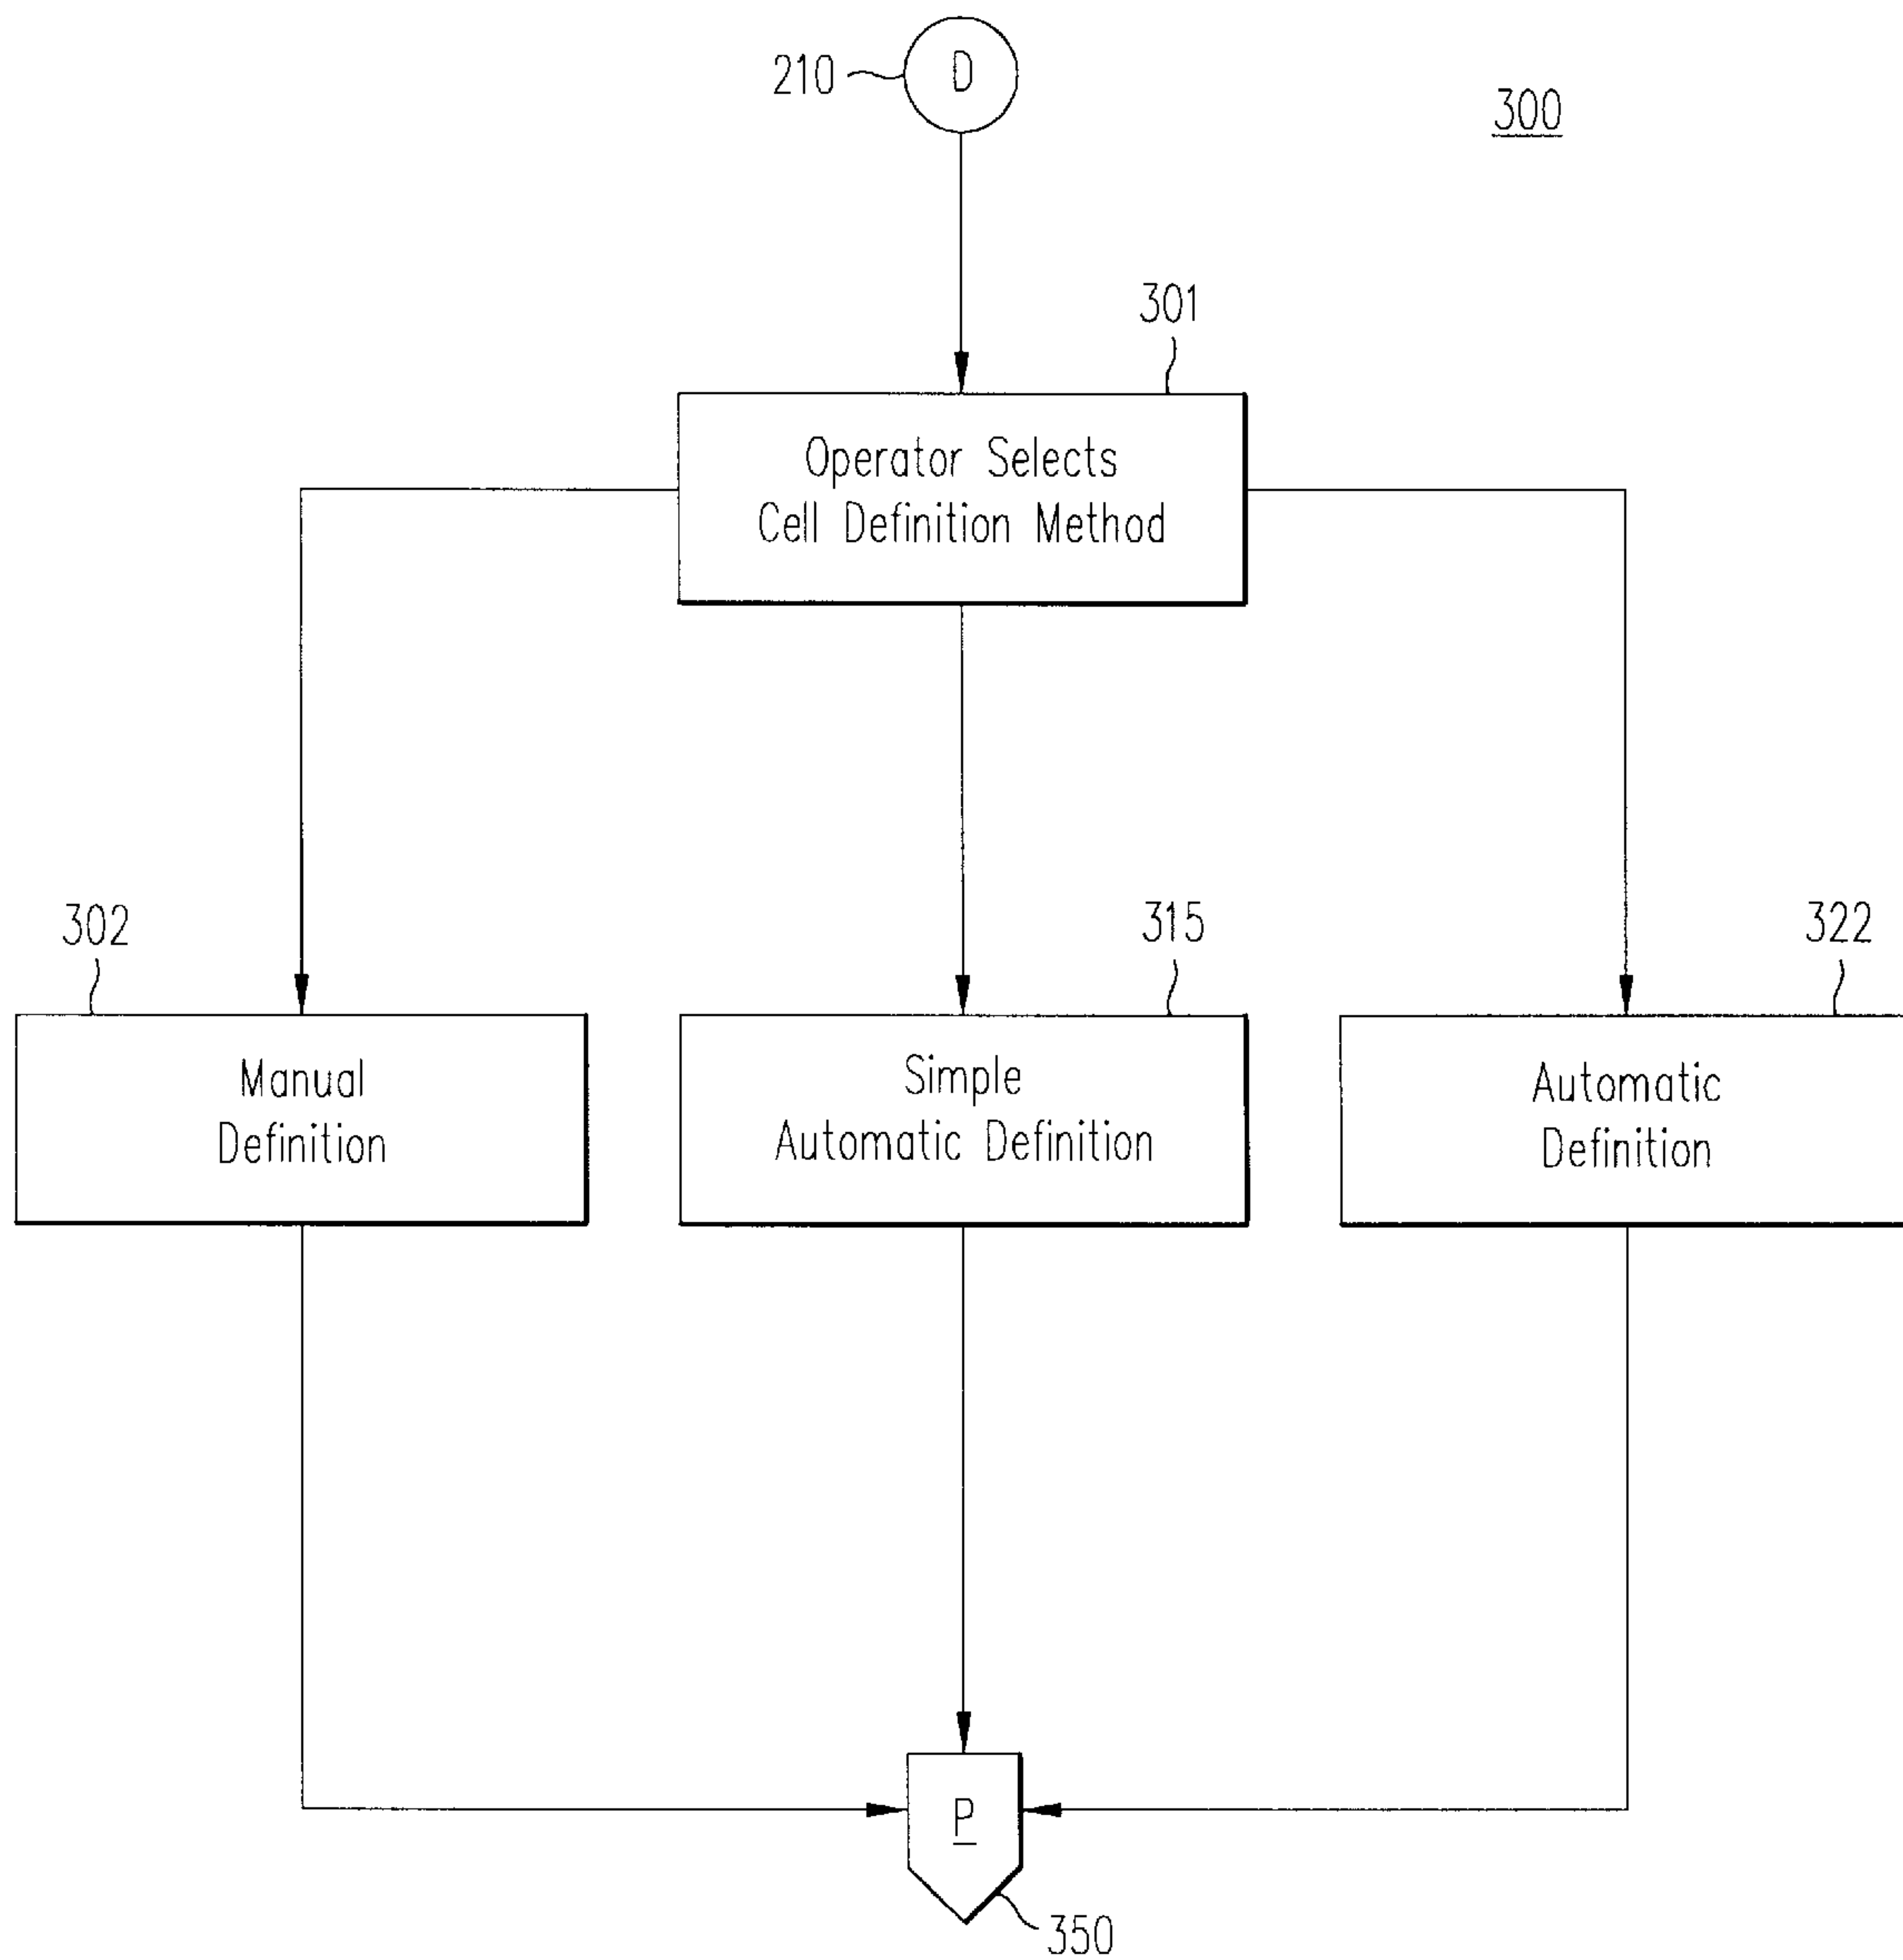 210
D
300
301
Operator Selects
Cell Definition Method
302
315
322
Manual
Definition
Simple
Automatic Definition
Automatic
Definition
P
350